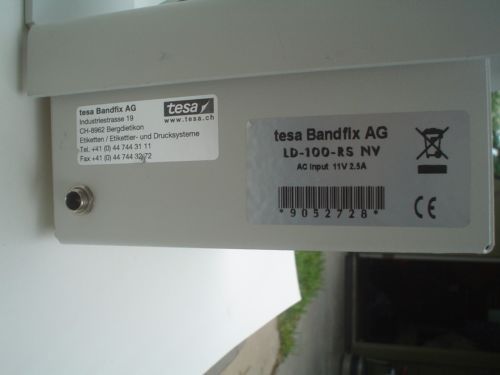 tesa Bandfix AG
Industriestrasse 19
CH-8962 Bergdietikon
Etiketten / Etikettier- und Drucksysteme
Tel. +41 (0) 44 744 31 11
Fax +41 (0) 44 744 32 72
tesa
www.tesa.ch
tesa Bandfix AG
LD-100-RS NV
AC input 11V 2.5A
*9052728*
CE